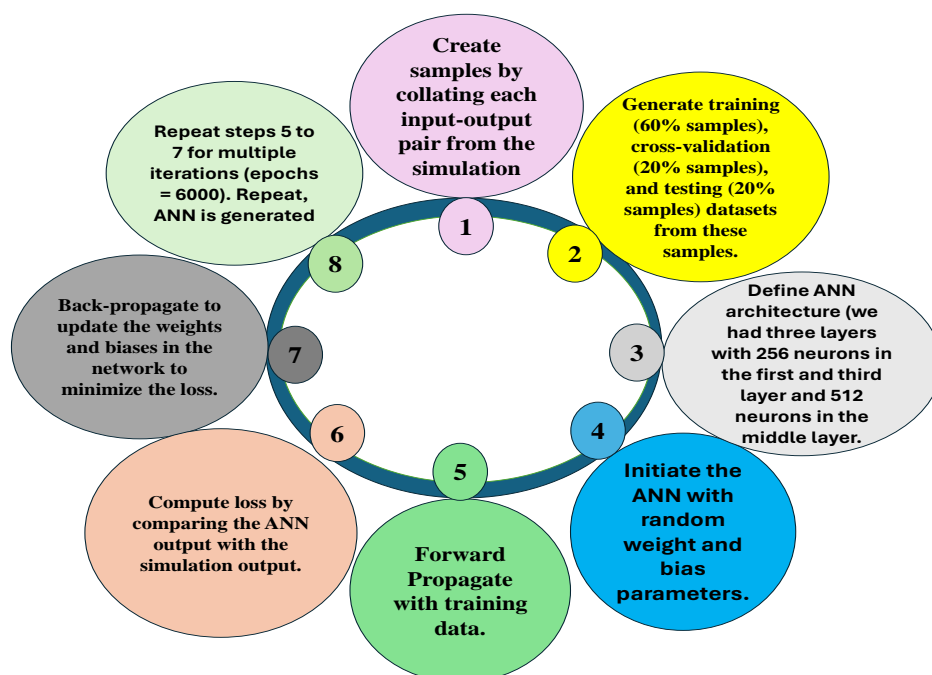 Create
samples by
collating each
input-output
pair from the
simulation
1
Generate training
(60% samples),
cross-validation
(20% samples),
and testing (20%
samples) datasets
from these
samples.
2
Define ANN
architecture (we
had three layers
with 256 neurons in
the first and third
layer and 512
neurons in the
middle layer.
3
Initiate the
ANN with
random
weight and
bias
parameters.
4
Forward
Propagate
with training
data.
5
Compute loss by
comparing the ANN
output with the
simulation output.
6
Back-propagate to
update the weights
and biases in the
network to
minimize the loss.
7
Repeat steps 5 to
7 for multiple
iterations (epochs
= 6000). Repeat,
ANN is generated
8